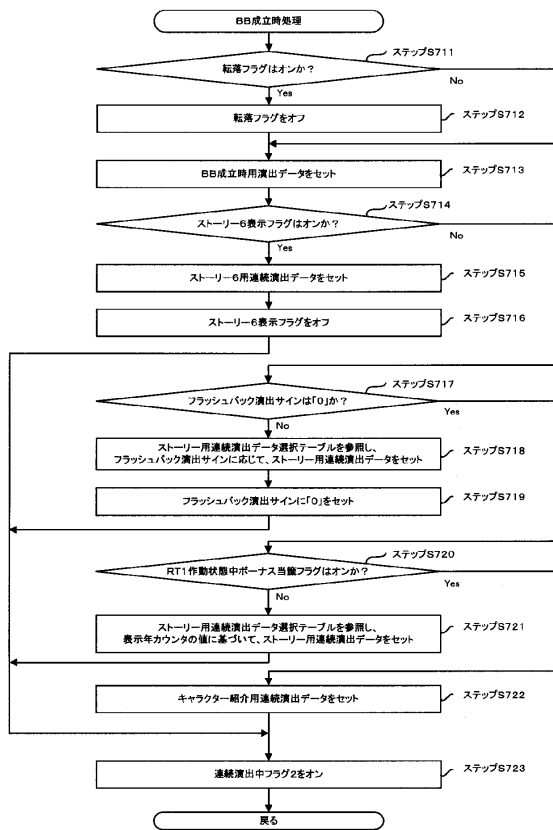 BB成立時処理
ステップS711
転落フラグはオンか?
No
Yes
転落フラグをオフ
ステップS712
BB成立時用演出データをセット
ステップS713
ステップS714
ストーリー6表示フラグはオンか?
No
Yes
ストーリー6用連続演出データをセット
ステップS715
ストーリー6表示フラグをオフ
ステップS716
ステップS717
フラッシュバック演出サインは「0」か?
Yes
No
ストーリー用連続演出データ選択テーブルを参照し、
フラッシュバック演出サインに応じて、ストーリー用連続演出データをセット
ステップS718
フラッシュバック演出サインに「0」をセット
ステップS719
ステップS720
RT1作動状態中ボーナス当籤フラグはオンか?
Yes
No
ストーリー用連続演出データ選択テーブルを参照し、
表示年カウンタの値に基づいて、ストーリー用連続演出データをセット
ステップS721
キャラクター紹介用連続演出データをセット
ステップS722
連続演出中フラグ2をオン
ステップS723
戻る